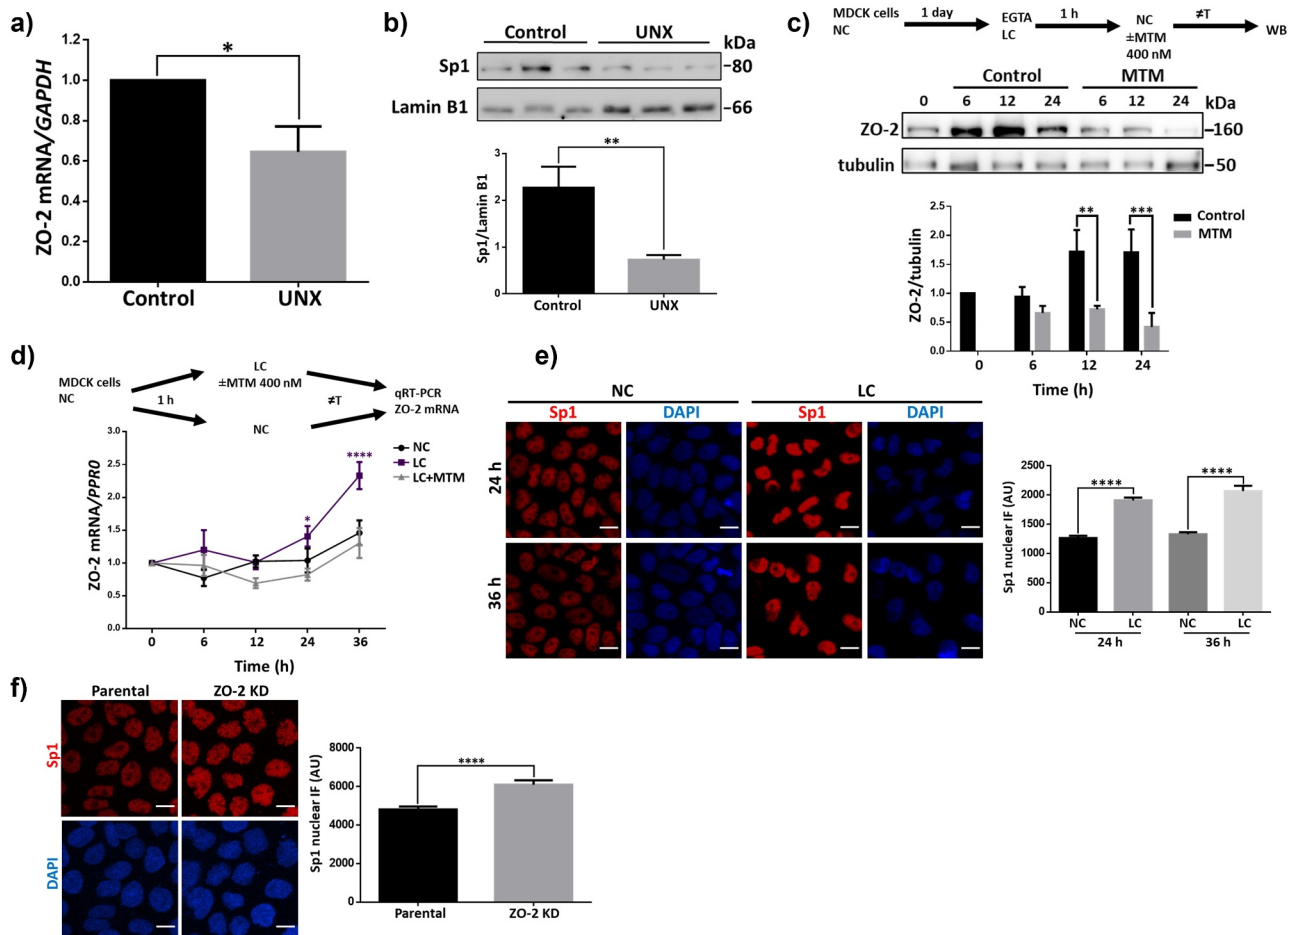 a)
ZO-2 mRNA/GAPDH
1.2
1.0
0.8
0.6
0.4
0.2
0.0
*
Control
UNX
b)
Control
UNX
kDa
Sp1
-80
Lamin B1
-66
Sp1/Lamin B1
3
2
1
0
**
Control
UNX
c)
MDCK cells
NC
1 day
EGTA
LC
1 h
NC
±MTM
400 nM
≠T
WB
Control
MTM
0
6
12
24
6
12
24
kDa
ZO-2
-160
tubulin
-50
ZO-2/tubulin
2.5
2.0
1.5
1.0
0.5
0.0
**
***
Control
MTM
0
6
12
24
Time (h)
d)
MDCK cells
NC
1 h
LC
±MTM 400 nM
NC
≠T
qRT-PCR
ZO-2 mRNA
ZO-2 mRNA/PPR0
3.0
2.5
2.0
1.5
1.0
0.5
0.0
*
****
NC
LC
LC+MTM
0
6
12
24
36
Time (h)
e)
NC
LC
Sp1
DAPI
Sp1
DAPI
24 h
36 h
Sp1 nuclear IF (AU)
2500
2000
1500
1000
500
0
****
****
NC
LC
NC
LC
24 h
36 h
f)
Parental
ZO-2 KD
Sp1
DAPI
Sp1 nuclear IF (AU)
8000
6000
4000
2000
0
****
Parental
ZO-2 KD